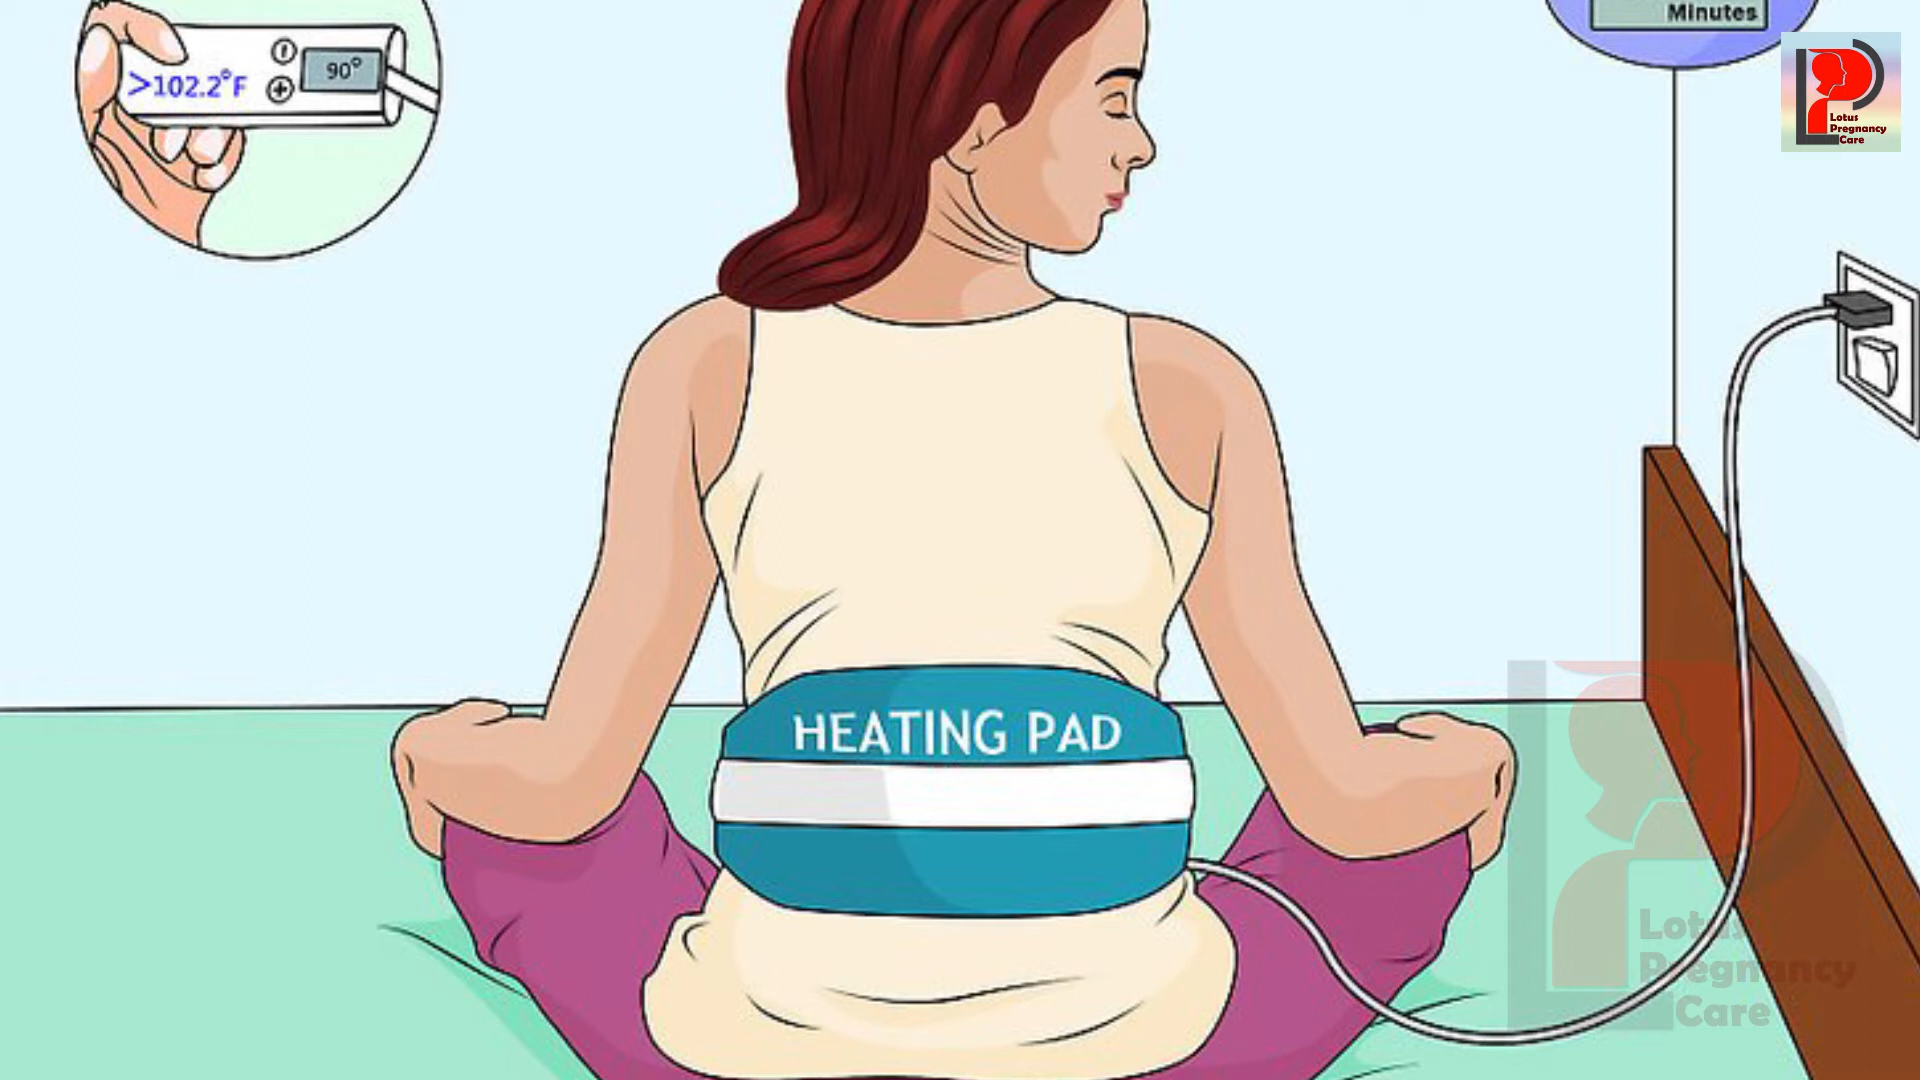 >102.2°F
90°
Minutes
Lotus
Pregnancy
Care
HEATING PAD
Lotus
Pregnancy
Care